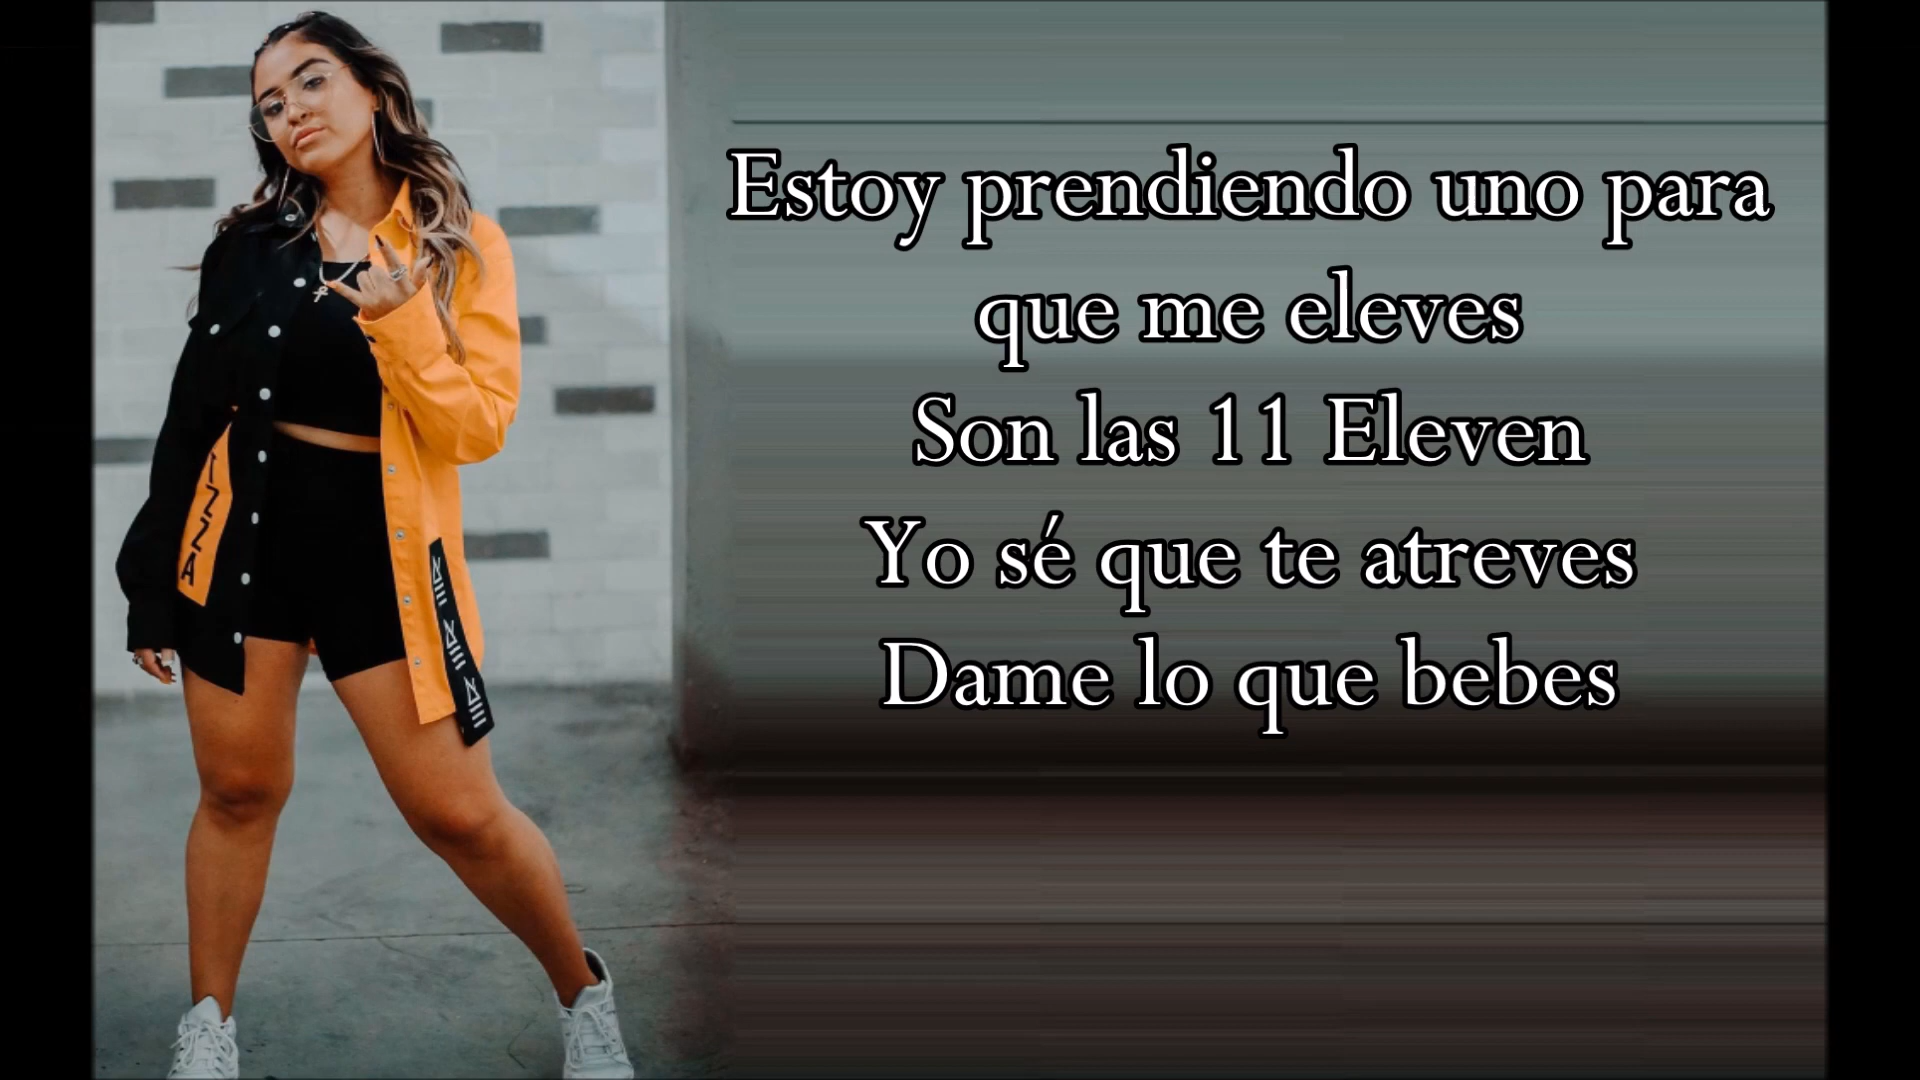 Estoy prendiendo uno para
que me eleves
Son las 11 Eleven
Yo sé que te atreves
Dame lo que bebes